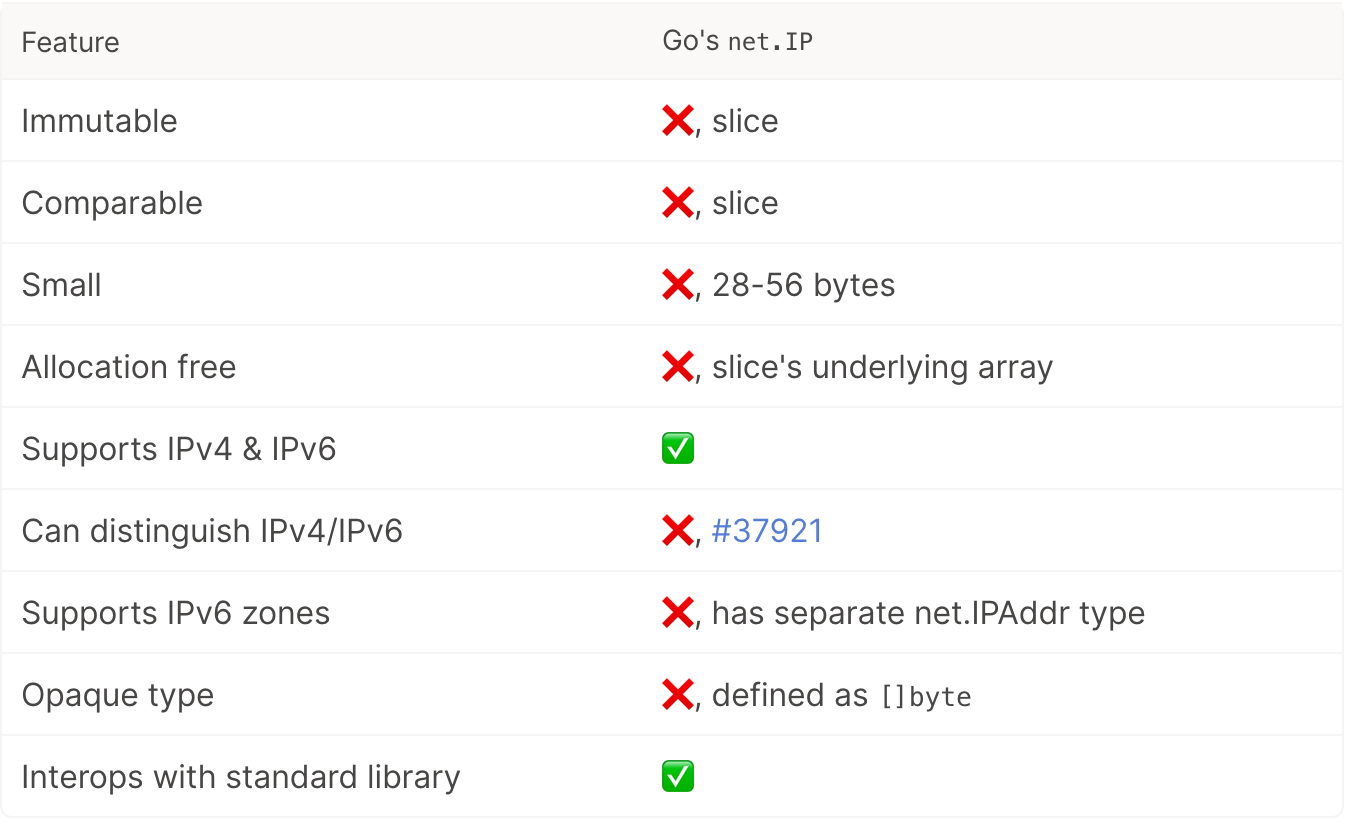 Feature Go's net.IP
Immutable ❌, slice
Comparable ❌, slice
Small ❌, 28-56 bytes
Allocation free ❌, slice's underlying array
Supports IPv4 & IPv6 ✅
Can distinguish IPv4/IPv6 ❌, #37921
Supports IPv6 zones ❌, has separate net.IPAddr type
Opaque type ❌, defined as []byte
Interops with standard library ✅